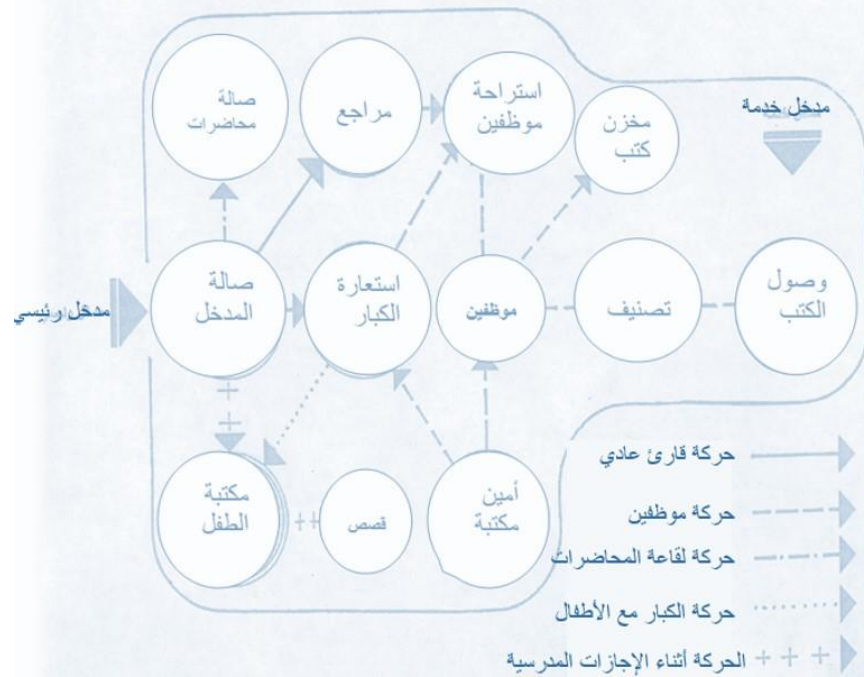 صالة
محاضرات
مراجع
استراحة
موظفين
مخزن
كتب
مدخل خدمة
مدخل رئيسي
صالة
المدخل
استعارة
الكبار
موظفين
تصنيف
وصول
الكتب
مكتبة
الطفل
قصص
أمين
مكتبة
حركة قارئ عادي
حركة موظفين
حركة لقاعة المحاضرات
حركة الكبار مع الأطفال
الحركة أثناء الإجازات المدرسية